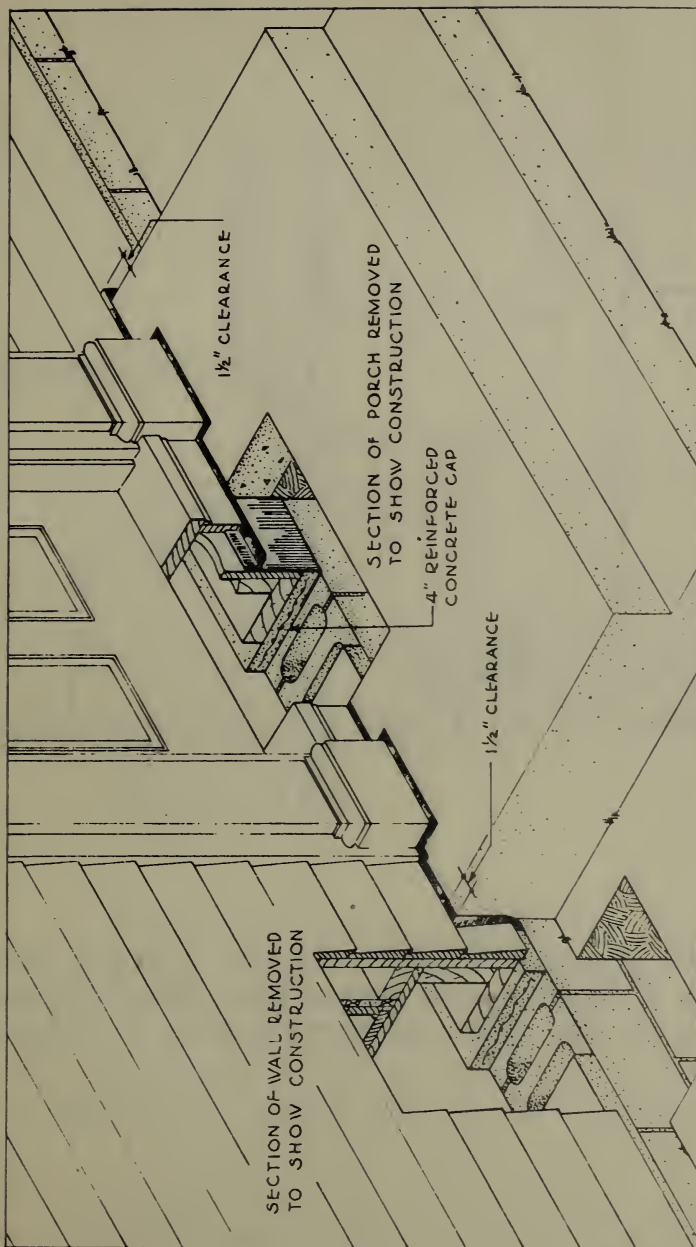 SECTION OF WALL REMOVED
TO SHOW CONSTRUCTION
1½" CLEARANCE
SECTION OF PORCH REMOVED
TO SHOW CONSTRUCTION
4" REINFORCED
CONCRETE CAP
1½" CLEARANCE